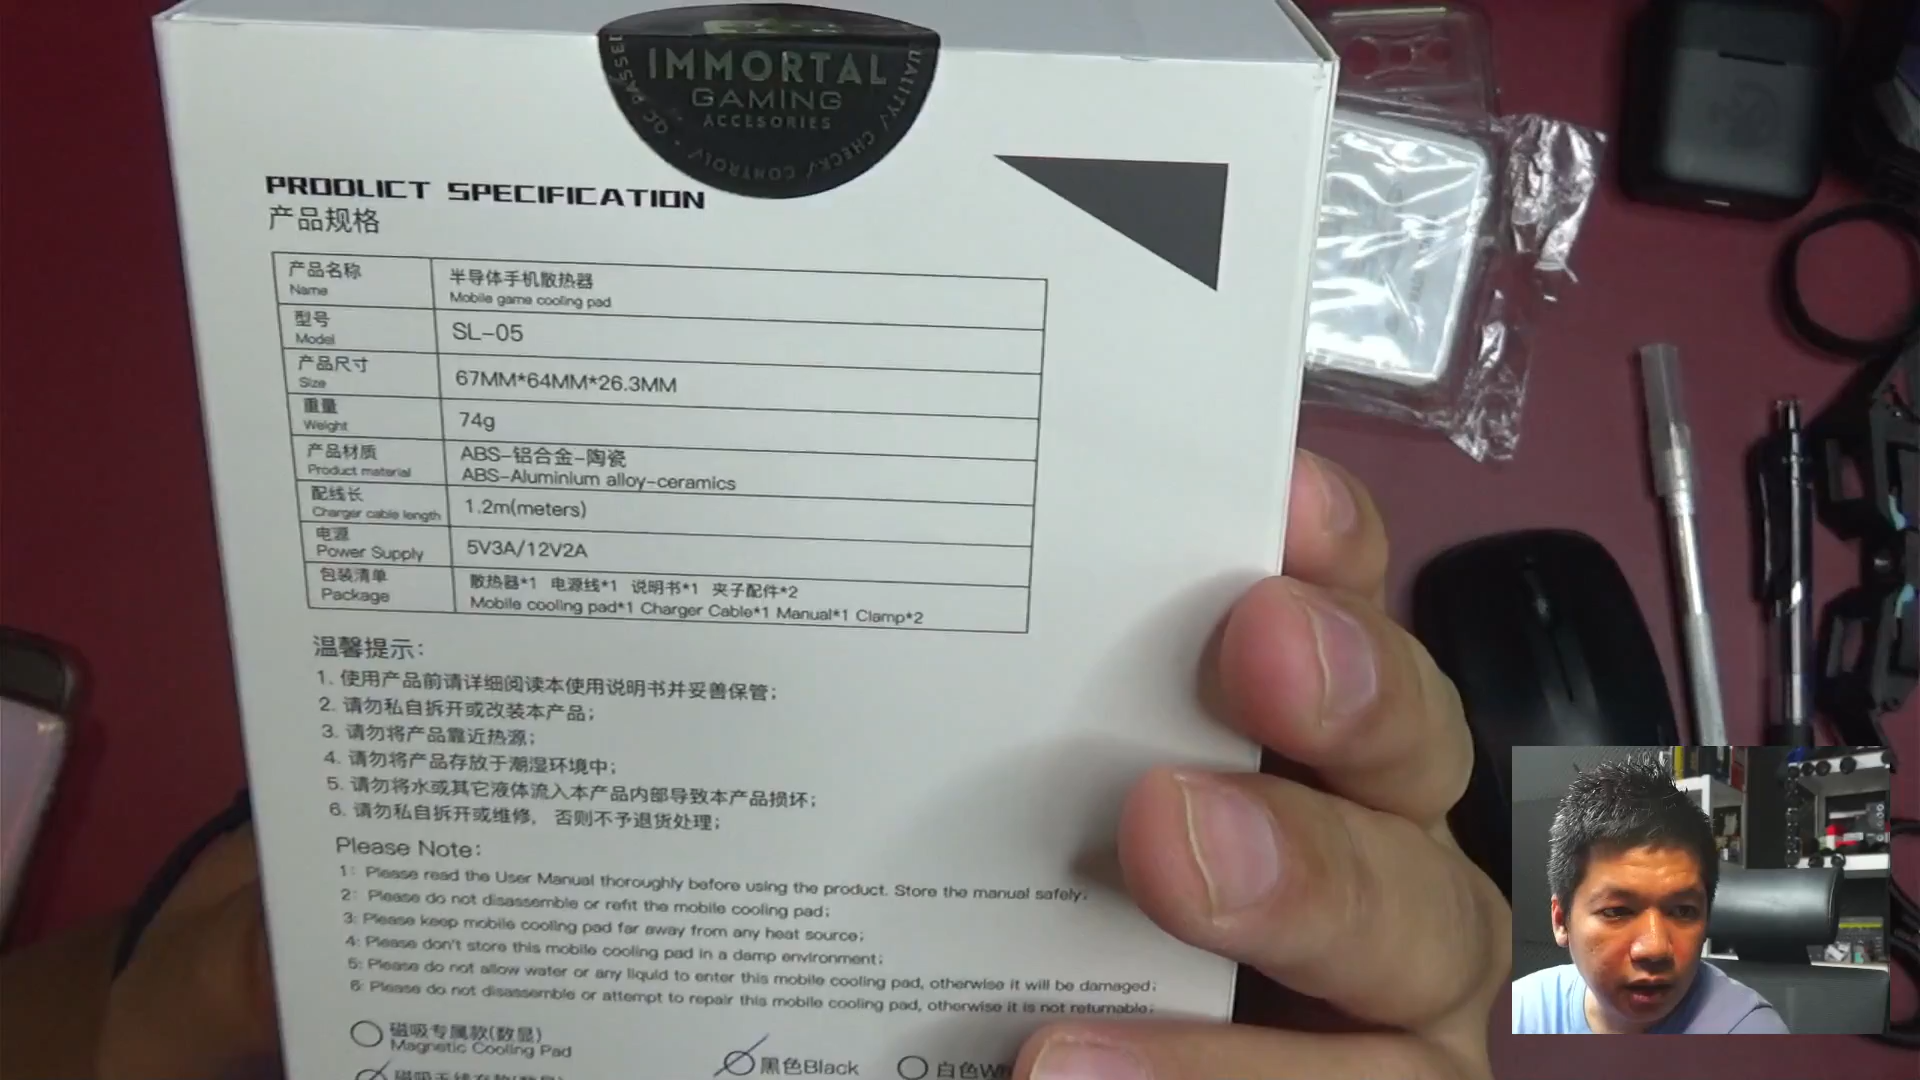 IMMORTAL
GAMING
ACCESORIES
QC PASSED
CONTROL/ CHECK/
PRODUCT SPECIFICATION
产品规格
产品名称
Name
半导体手机散热器
Mobile game cooling pad
型号
Model
SL-05
产品尺寸
Size
67MM*64MM*26.3MM
重量
Weight
74g
产品材质
Product material
ABS-铝合金-陶瓷
ABS-Aluminium alloy-ceramics
配线长
Charger cable length
1.2m(meters)
电源
Power Supply
5V3A/12V2A
包装清单
Package
散热器*1 电源线*1 说明书*1 夹子配件*2
Mobile cooling pad*1 Charger Cable*1 Manual*1 Clamp*2
温馨提示:
1. 使用产品前请详细阅读本使用说明书并妥善保管;
2. 请勿私自拆开或改装本产品;
3. 请勿将产品靠近热源;
4. 请勿将产品存放于潮湿环境中;
5. 请勿将水或其它液体流入本产品内部导致本产品损坏;
6. 请勿私自拆开或维修, 否则不予退货处理;
Please Note:
1: Please read the User Manual thoroughly before using the product. Store the manual safely;
2: Please do not disassemble or refit the mobile cooling pad;
3: Please keep mobile cooling pad far away from any heat source;
4: Please don't store this mobile cooling pad in a damp environment;
5: Please do not allow water or any liquid to enter this mobile cooling pad, otherwise it will be damaged;
6: Please do not disassemble or attempt to repair this mobile cooling pad, otherwise it is not returnable;
磁吸专属款(数显)
Magnetic Cooling Pad
黑色Black
白色